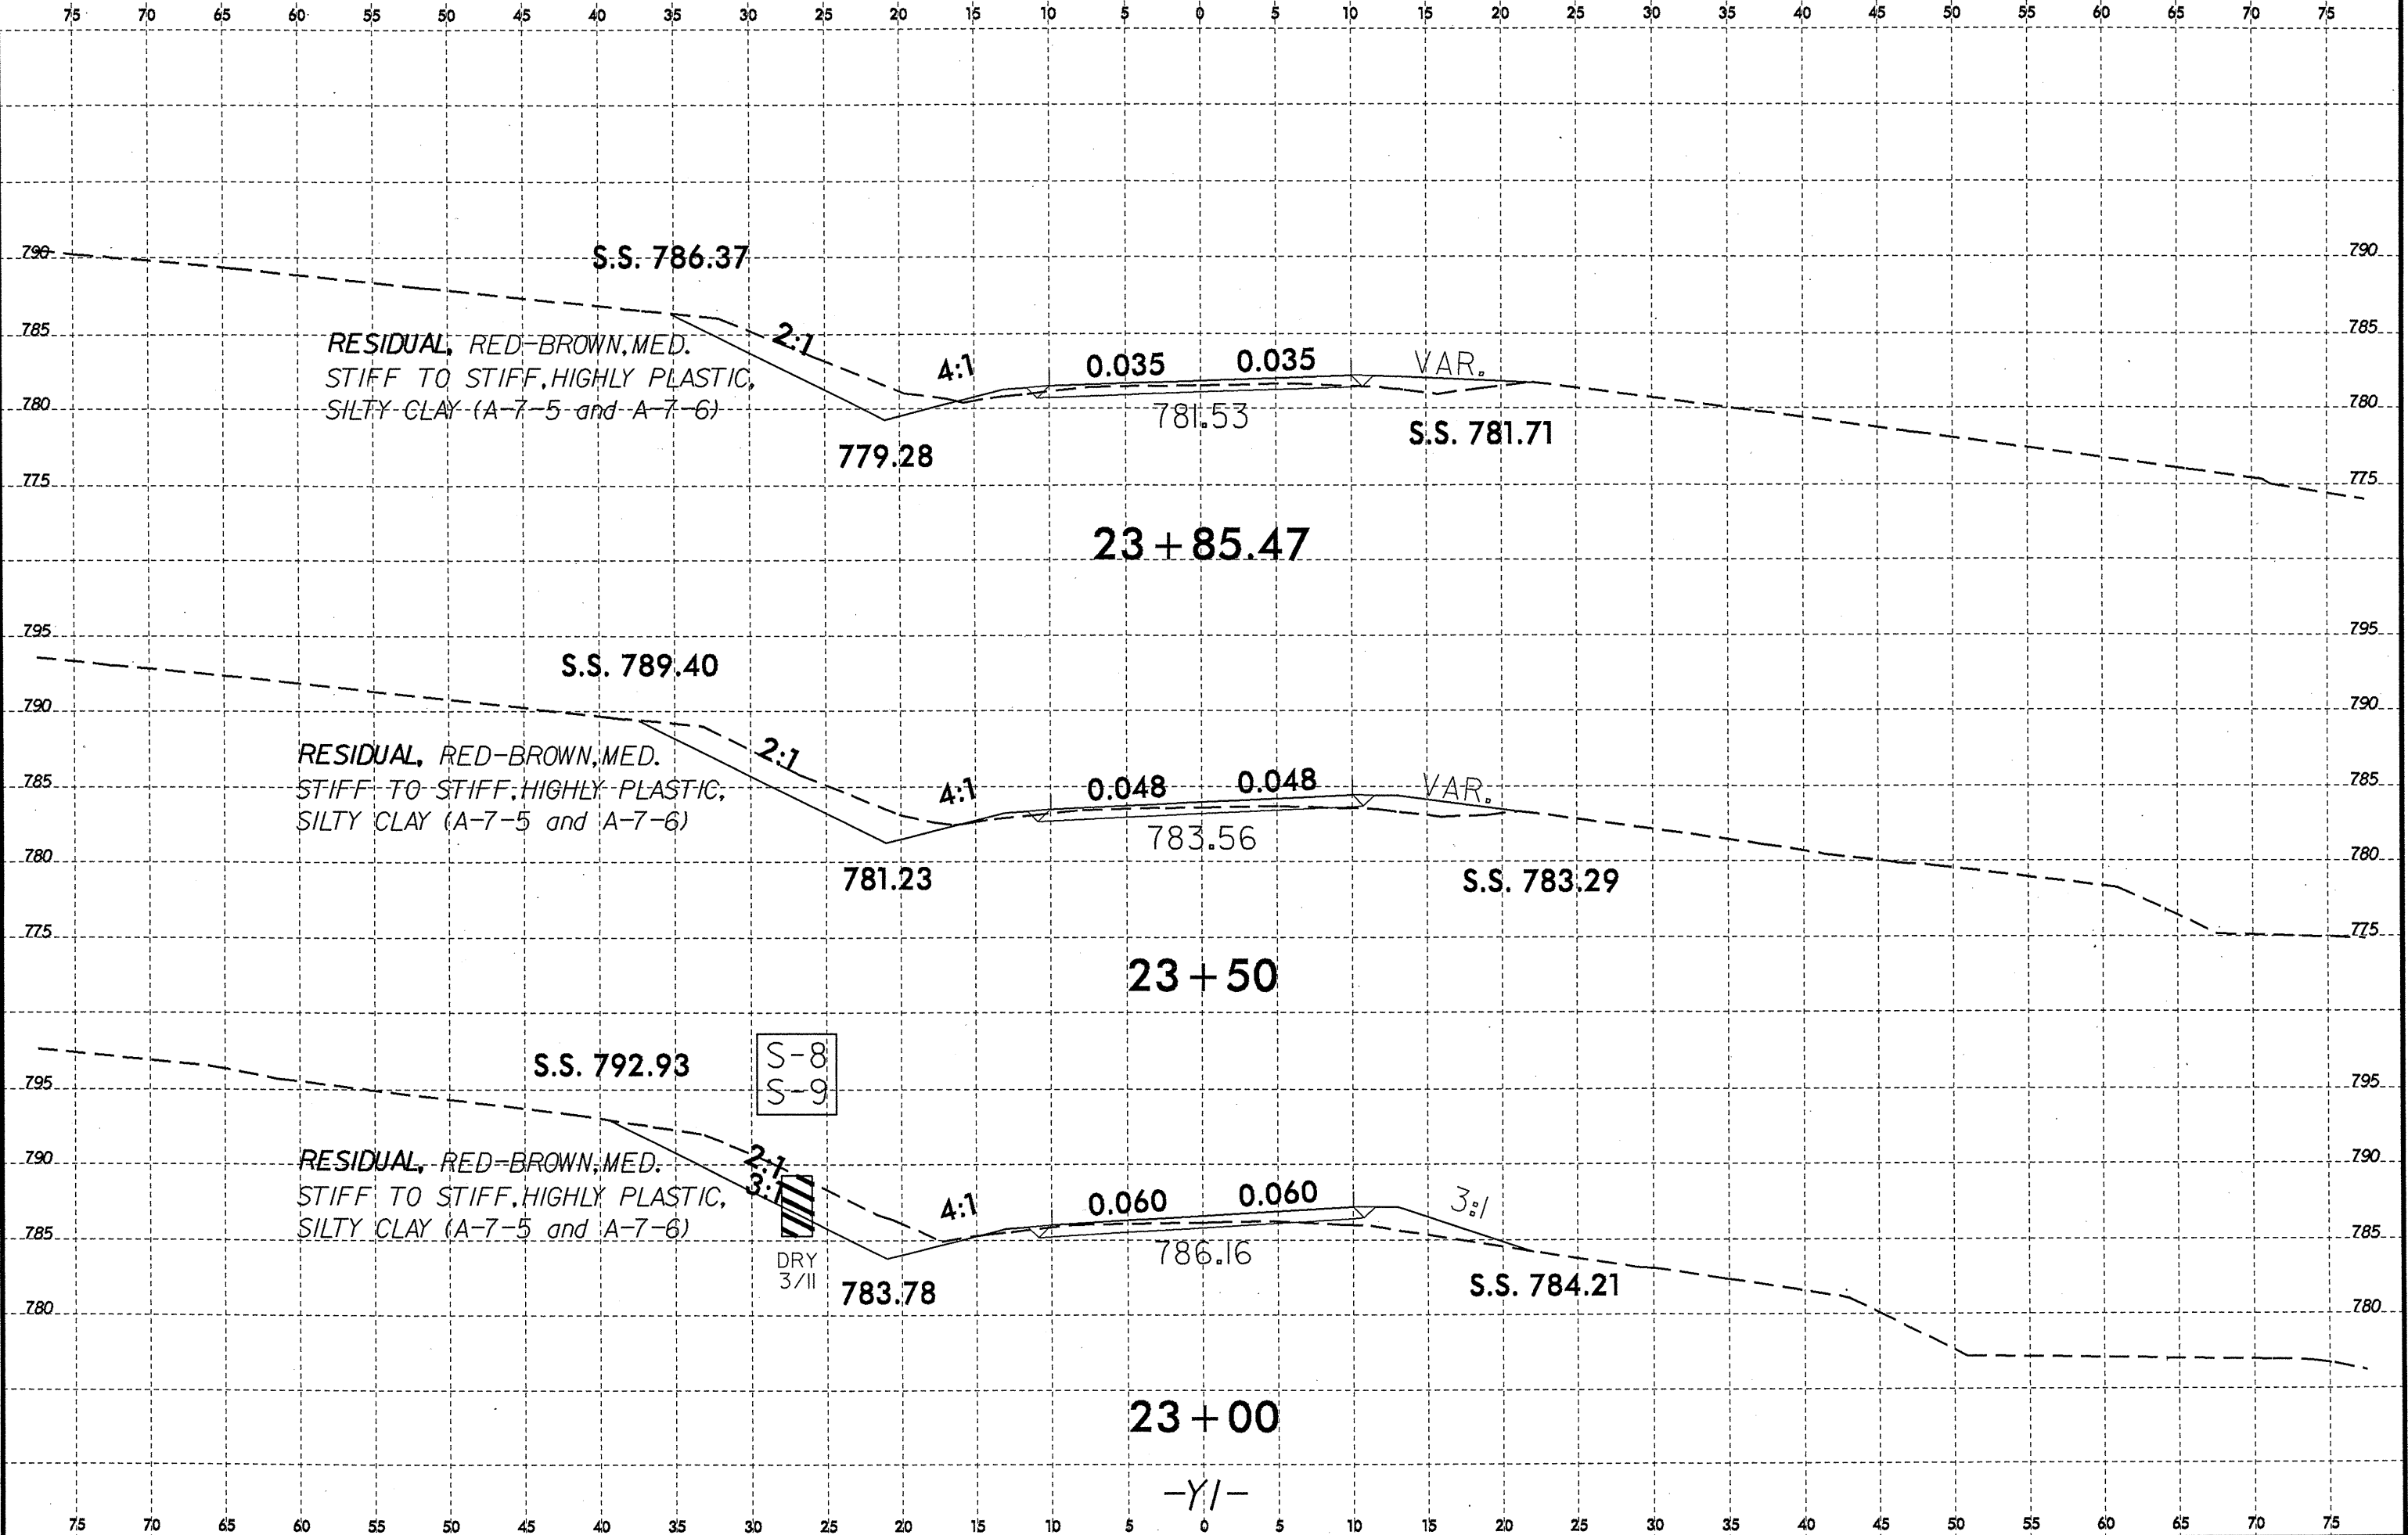 75 70 65 60 55 50 45 40 35 30 25 20 15 10 5 0 5 10 15 20 25 30 35 40 45 50 55 60 65 70 75
790 S.S. 786.37 790
785 2:1 785
RESIDUAL, RED-BROWN, MED.
STIFF TO STIFF, HIGHLY PLASTIC,
SILTY CLAY (A-7-5 and A-7-6)
4:1 0.035 0.035 VAR.
780 781.53 780
779.28 S.S. 781.71
775 775
23+85.47
795 795
S.S. 789.40
790 790
RESIDUAL, RED-BROWN, MED.
STIFF TO STIFF, HIGHLY PLASTIC,
SILTY CLAY (A-7-5 and A-7-6)
2:1
785 4:1 0.048 0.048 VAR. 785
783.56
780 780
781.23 S.S. 783.29
775 775
23+50
S.S. 792.93
S-8
S-9
795 795
790 790
RESIDUAL, RED-BROWN, MED.
STIFF TO STIFF, HIGHLY PLASTIC,
SILTY CLAY (A-7-5 and A-7-6)
2:1
3:1
4:1 0.060 0.060 3:1
785 785
786.16
DRY
3/11
783.78 S.S. 784.21
780 780
23+00
-Y1-
75 70 65 60 55 50 45 40 35 30 25 20 15 10 5 0 5 10 15 20 25 30 35 40 45 50 55 60 65 70 75